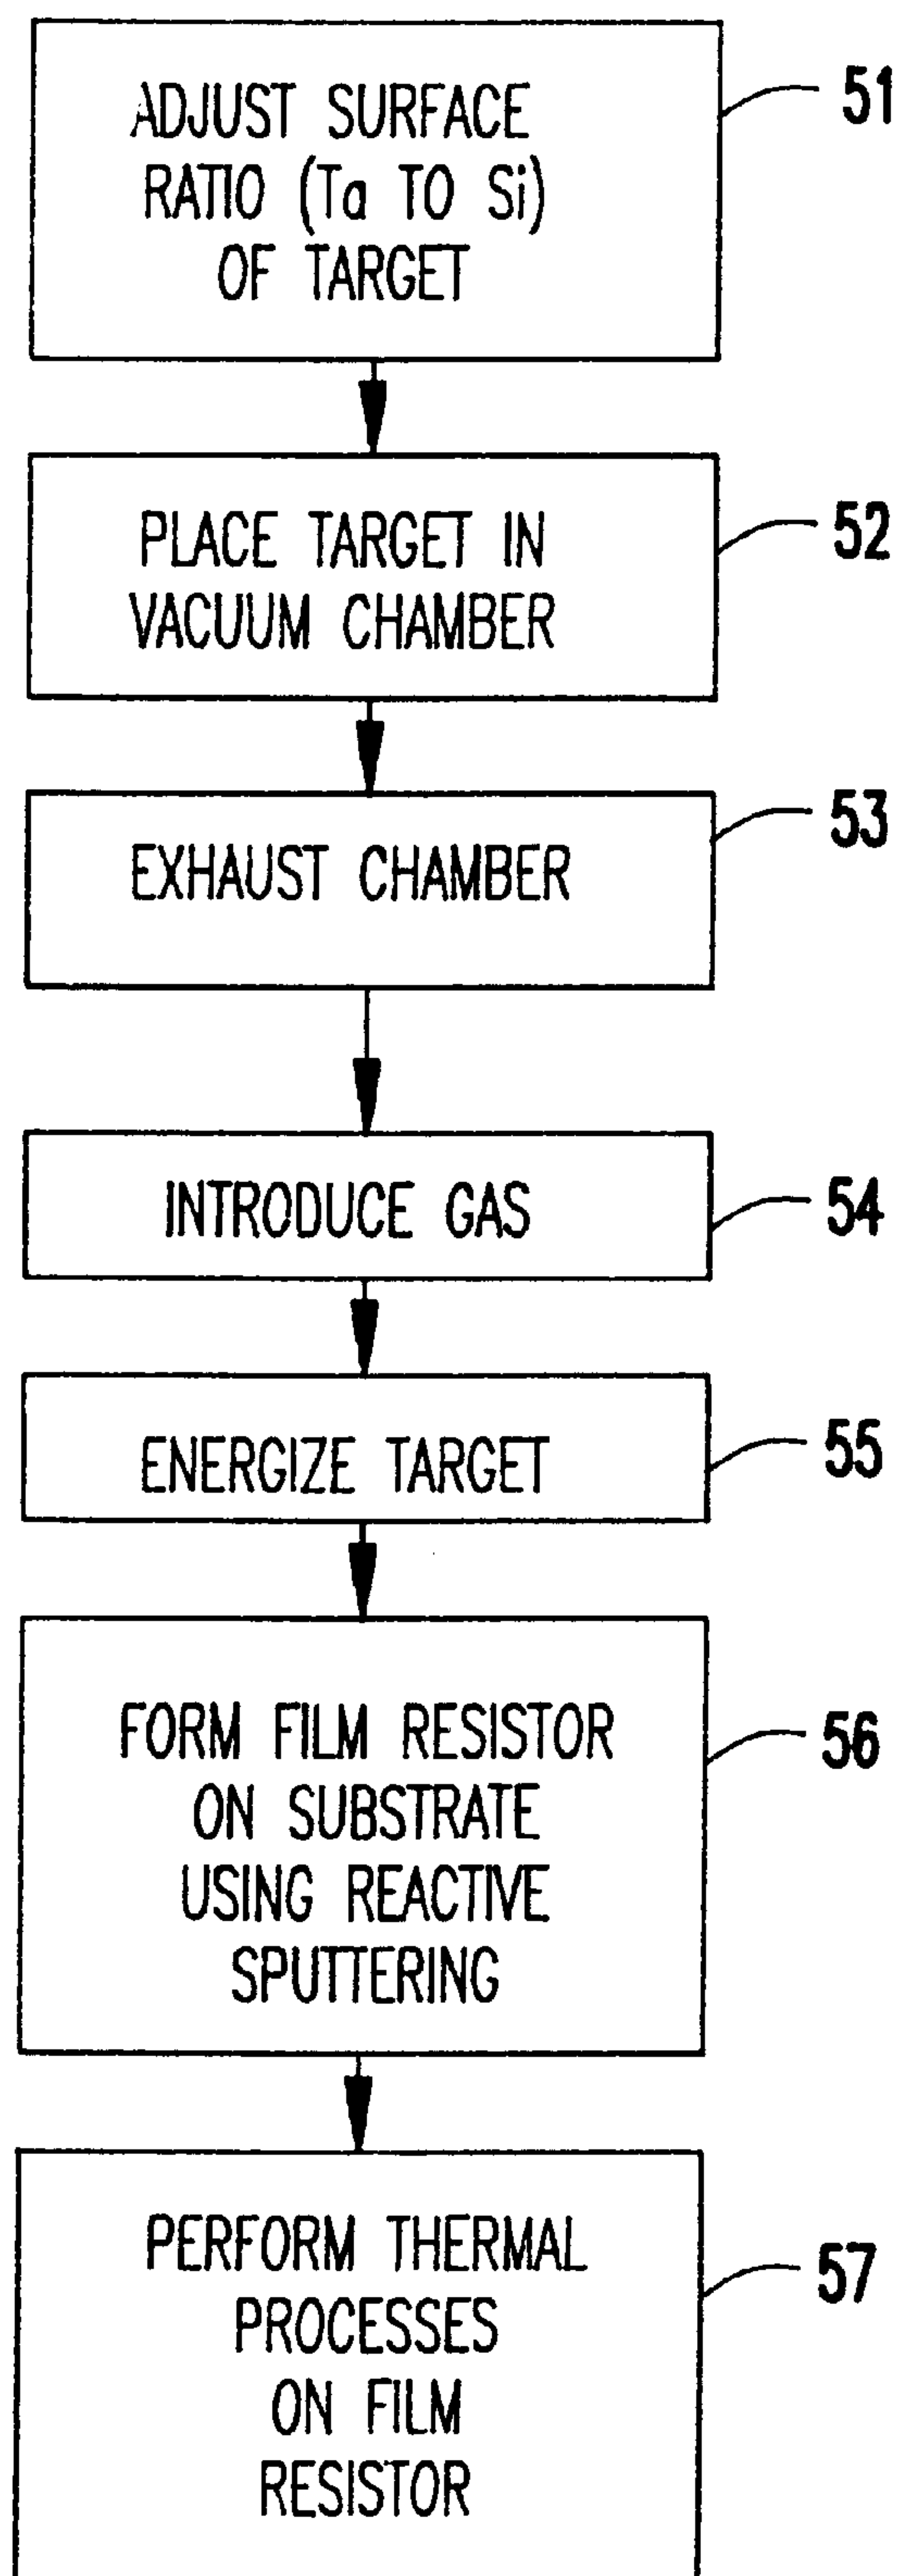 ADJUST SURFACE
RATIO (Ta TO Si)
OF TARGET
51
PLACE TARGET IN
VACUUM CHAMBER
52
EXHAUST CHAMBER
53
INTRODUCE GAS
54
ENERGIZE TARGET
55
FORM FILM RESISTOR
ON SUBSTRATE
USING REACTIVE
SPUTTERING
56
PERFORM THERMAL
PROCESSES
ON FILM
RESISTOR
57